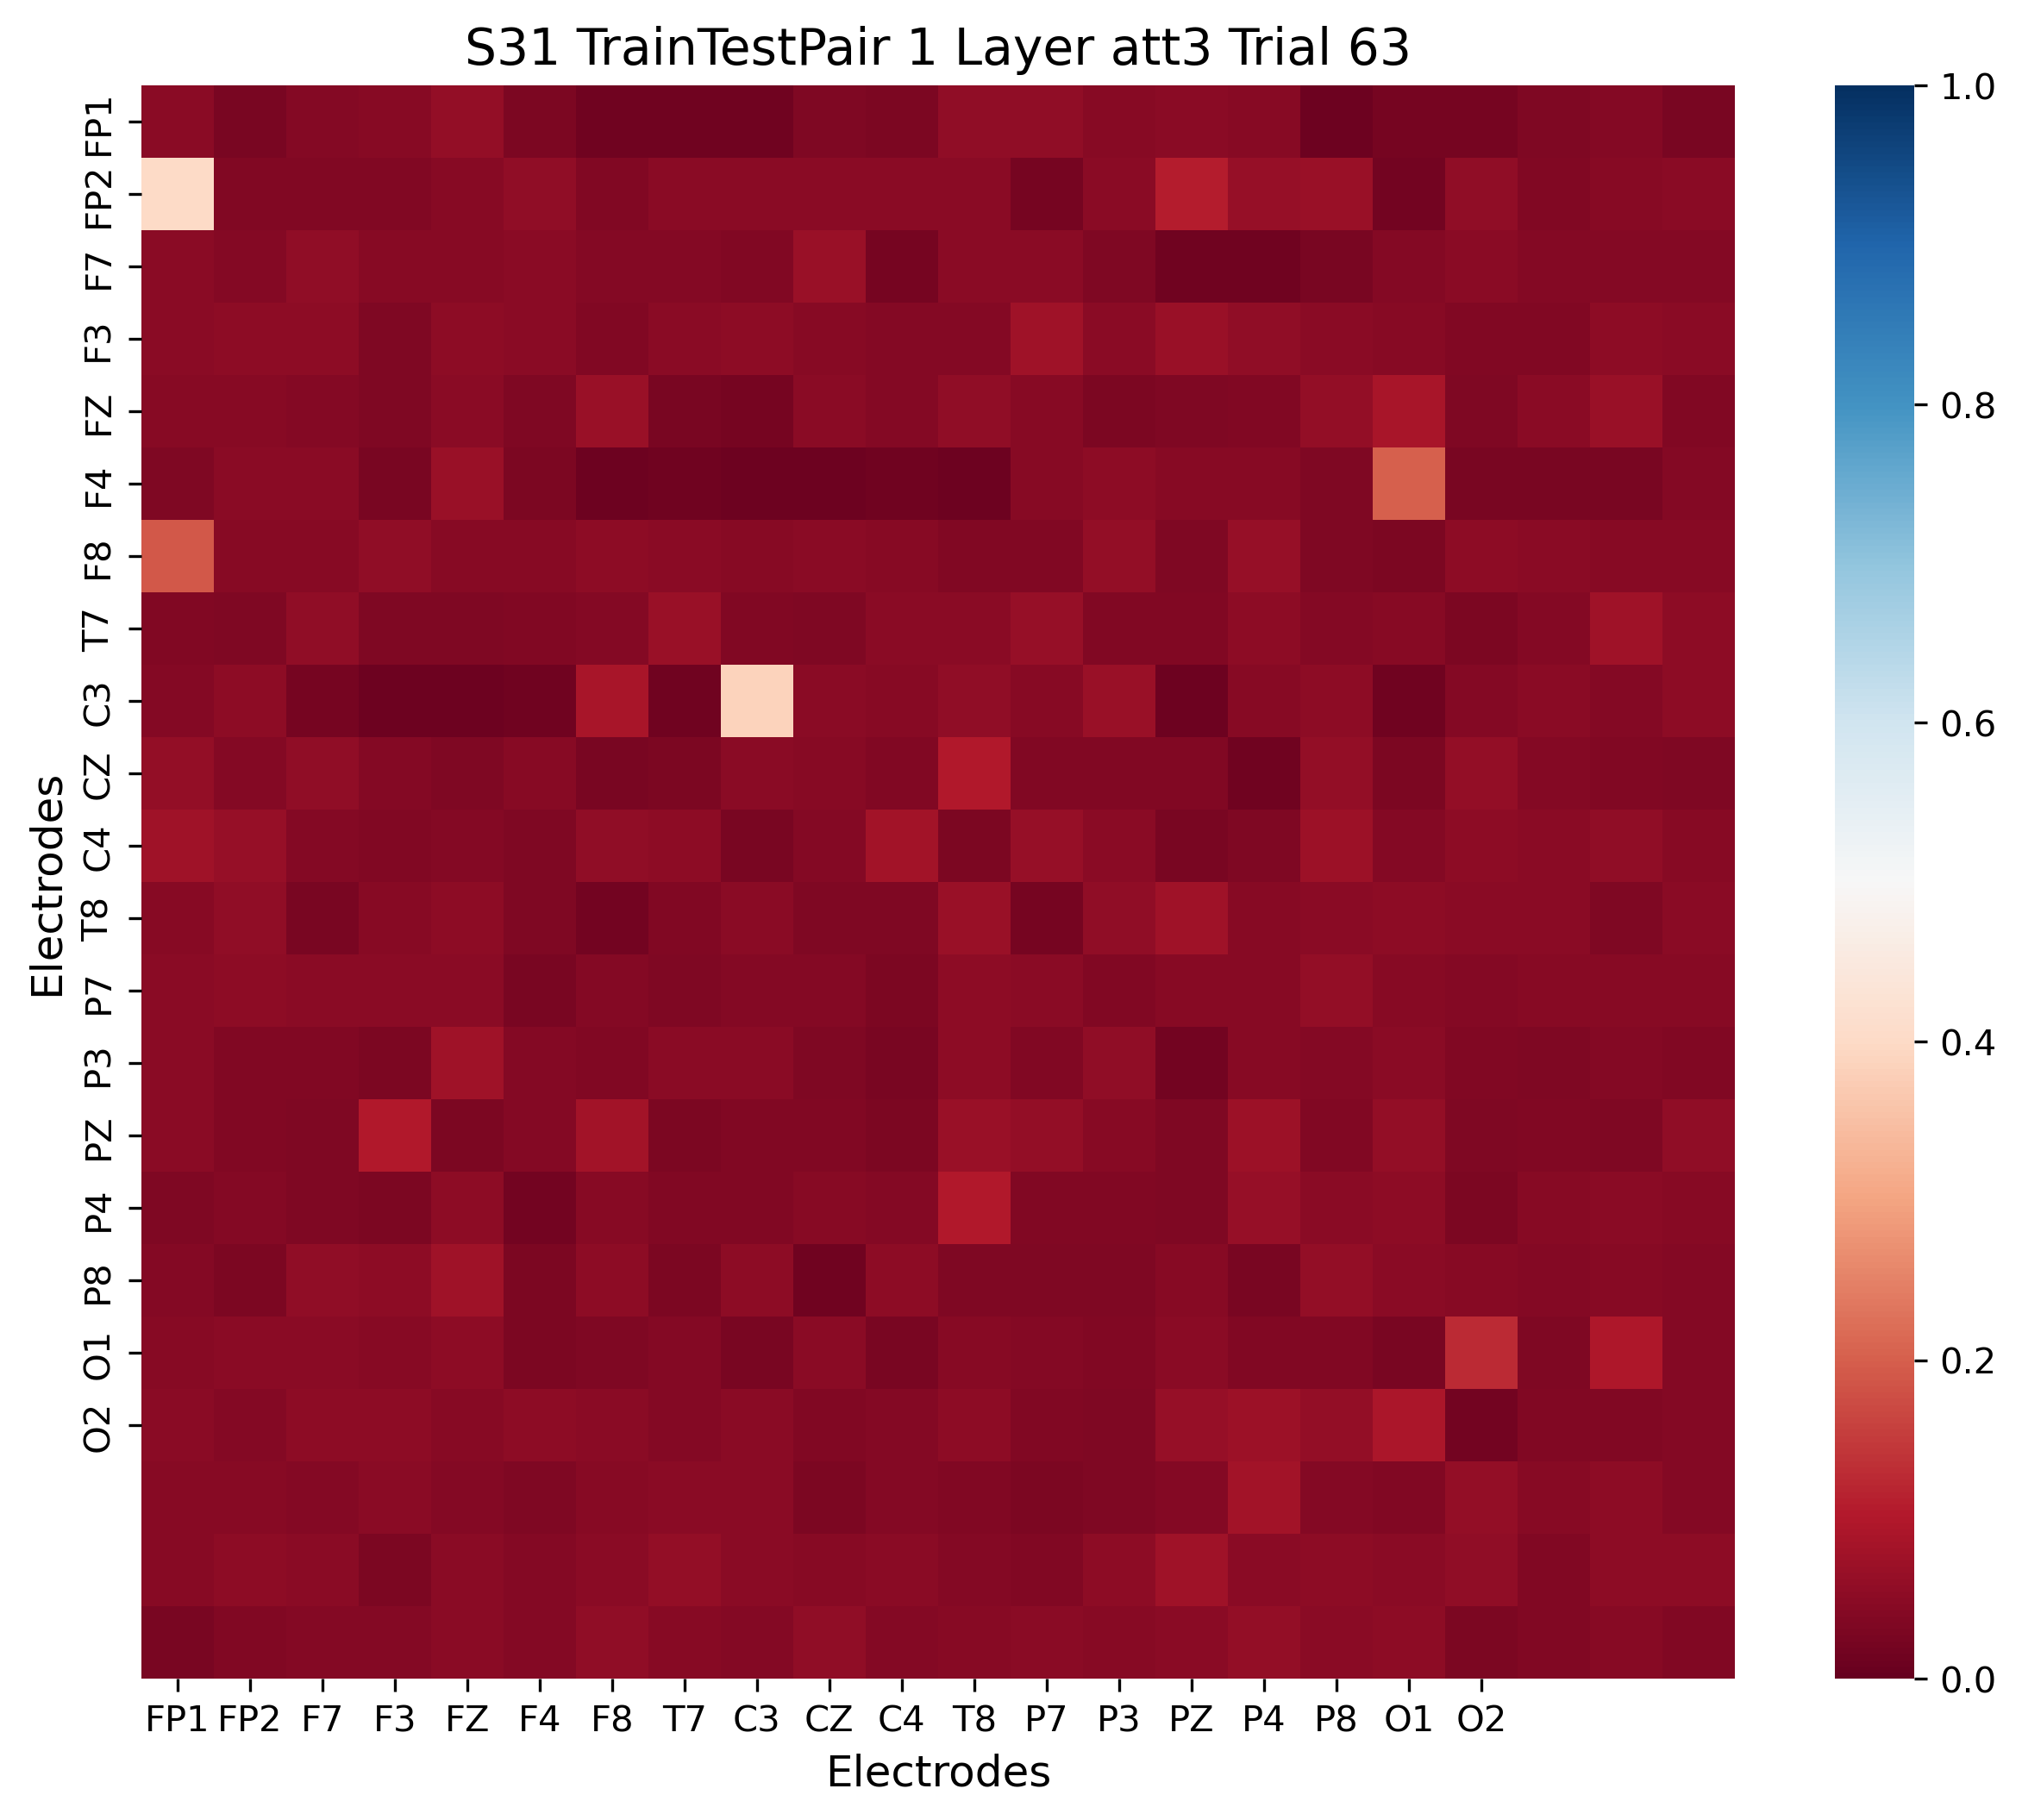 S31 TrainTestPair 1 Layer att3 Trial 63
Electrodes
FP1
FP2
F7
F3
FZ
F4
F8
T7
C3
CZ
C4
T8
P7
P3
PZ
P4
P8
O1
O2
FP1 FP2 F7 F3 FZ F4 F8 T7 C3 CZ C4 T8 P7 P3 PZ P4 P8 O1 O2
Electrodes
1.0
0.8
0.6
0.4
0.2
0.0